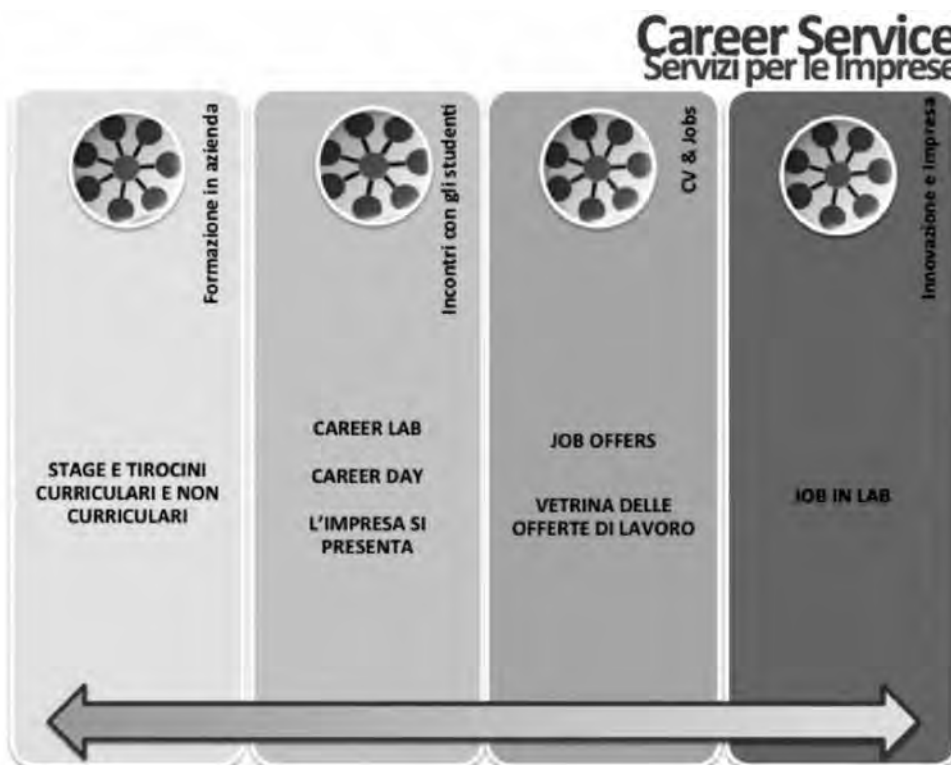 Career Service
Servizi per le Imprese
Formazione in azienda
STAGE E TIROCINI
CURRICULARI E NON
CURRICULARI
Incontri con gli studenti
CAREER LAB
CAREER DAY
L'IMPRESA SI
PRESENTA
CV & Jobs
JOB OFFERS
VETRINA DELLE
OFFERTE DI LAVORO
Innovazione e Impresa
JOB IN LAB